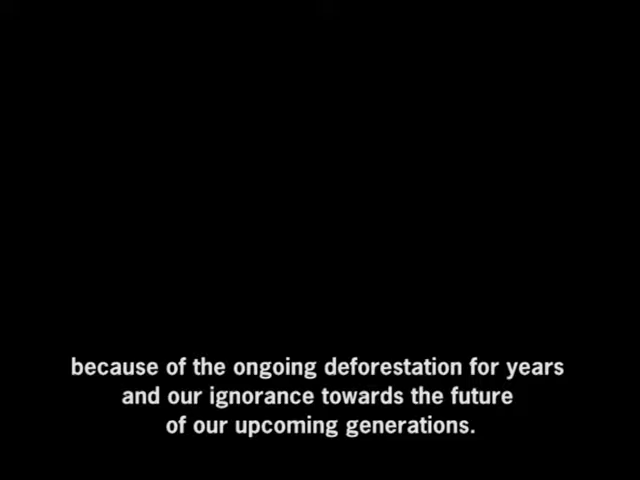 because of the ongoing deforestation for years
and our ignorance towards the future
of our upcoming generations.